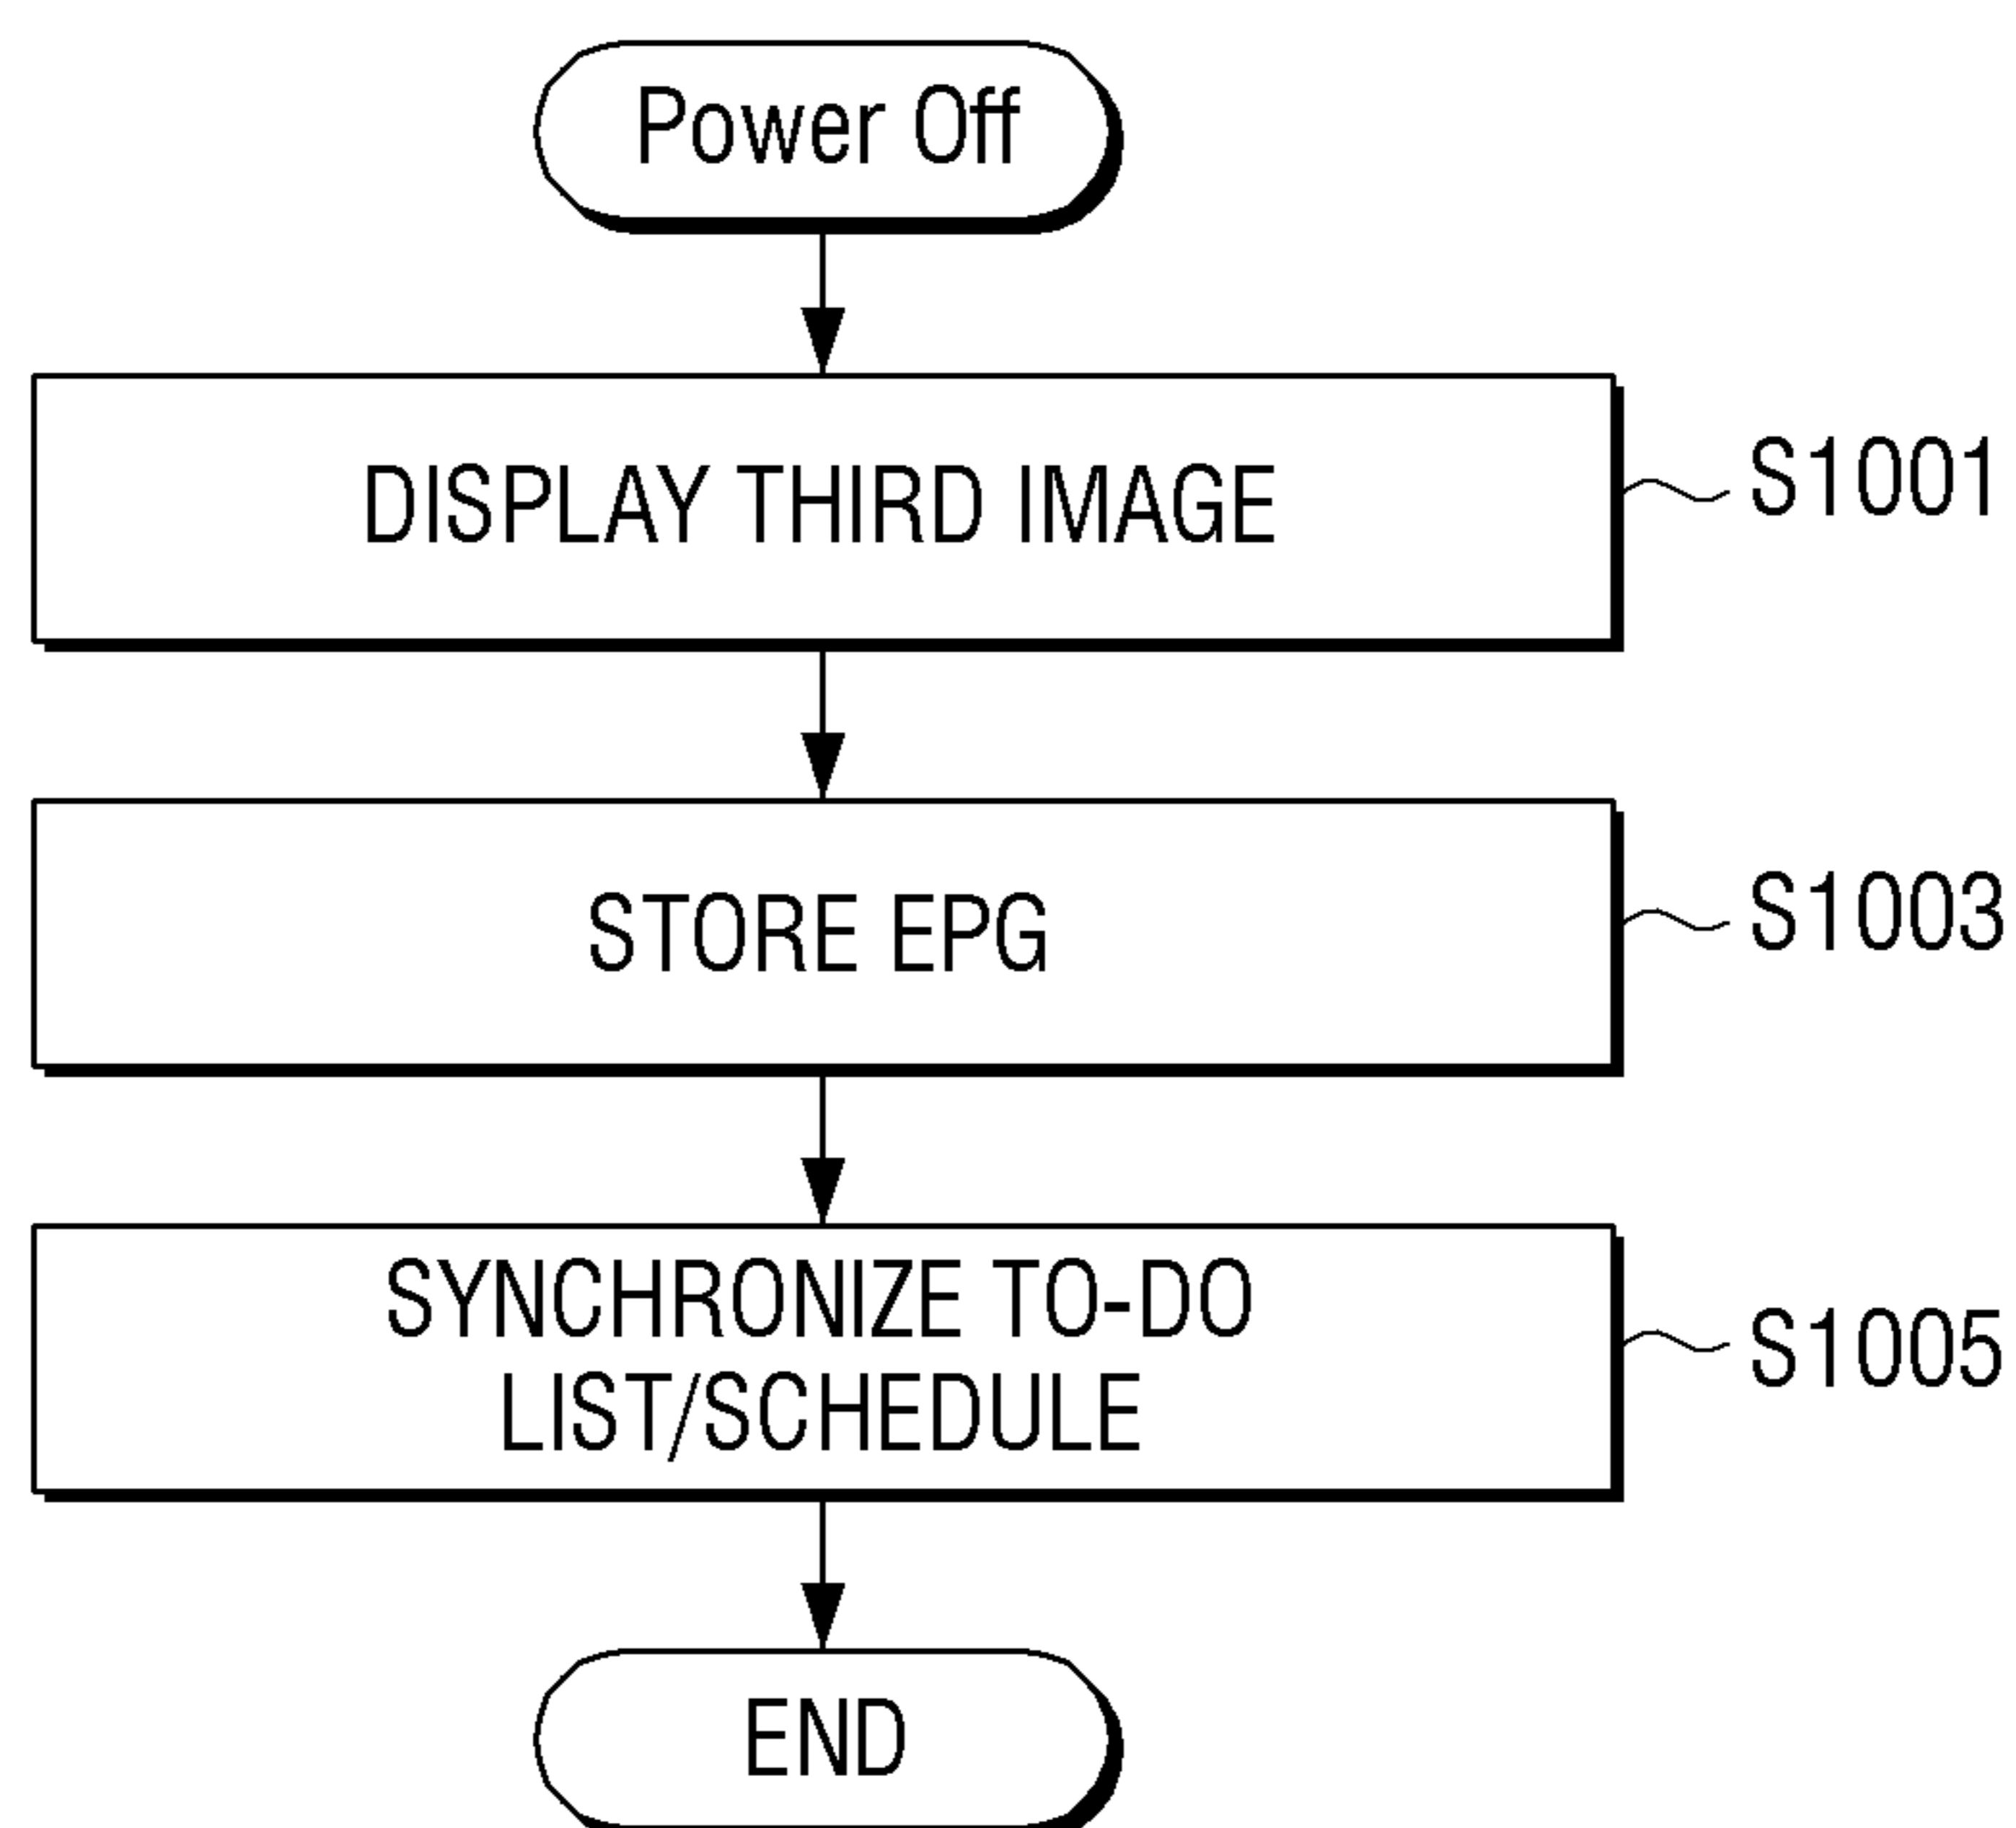 Power Off
DISPLAY THIRD IMAGE
S1001
STORE EPG
S1003
SYNCHRONIZE TO-DO
LIST/SCHEDULE
S1005
END